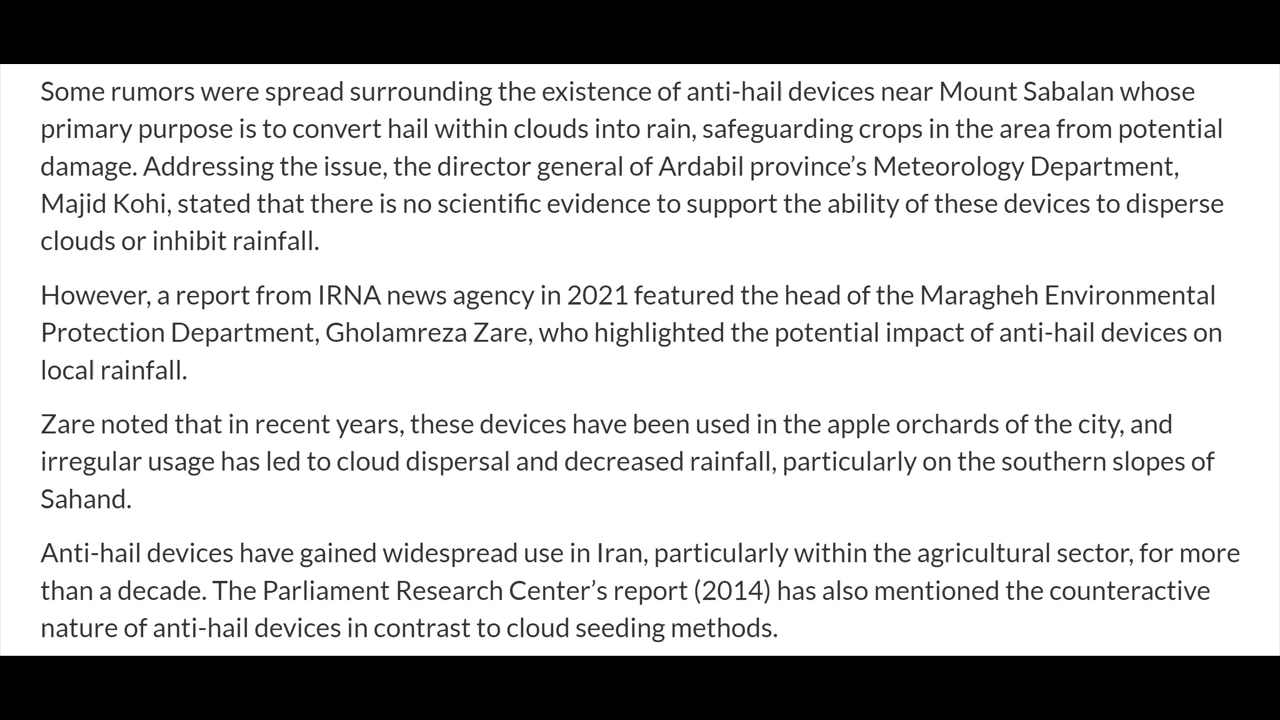 Some rumors were spread surrounding the existence of anti-hail devices near Mount Sabalan whose
primary purpose is to convert hail within clouds into rain, safeguarding crops in the area from potential
damage. Addressing the issue, the director general of Ardabil province’s Meteorology Department,
Majid Kohi, stated that there is no scientific evidence to support the ability of these devices to disperse
clouds or inhibit rainfall.
However, a report from IRNA news agency in 2021 featured the head of the Maragheh Environmental
Protection Department, Gholamreza Zare, who highlighted the potential impact of anti-hail devices on
local rainfall.
Zare noted that in recent years, these devices have been used in the apple orchards of the city, and
irregular usage has led to cloud dispersal and decreased rainfall, particularly on the southern slopes of
Sahand.
Anti-hail devices have gained widespread use in Iran, particularly within the agricultural sector, for more
than a decade. The Parliament Research Center’s report (2014) has also mentioned the counteractive
nature of anti-hail devices in contrast to cloud seeding methods.